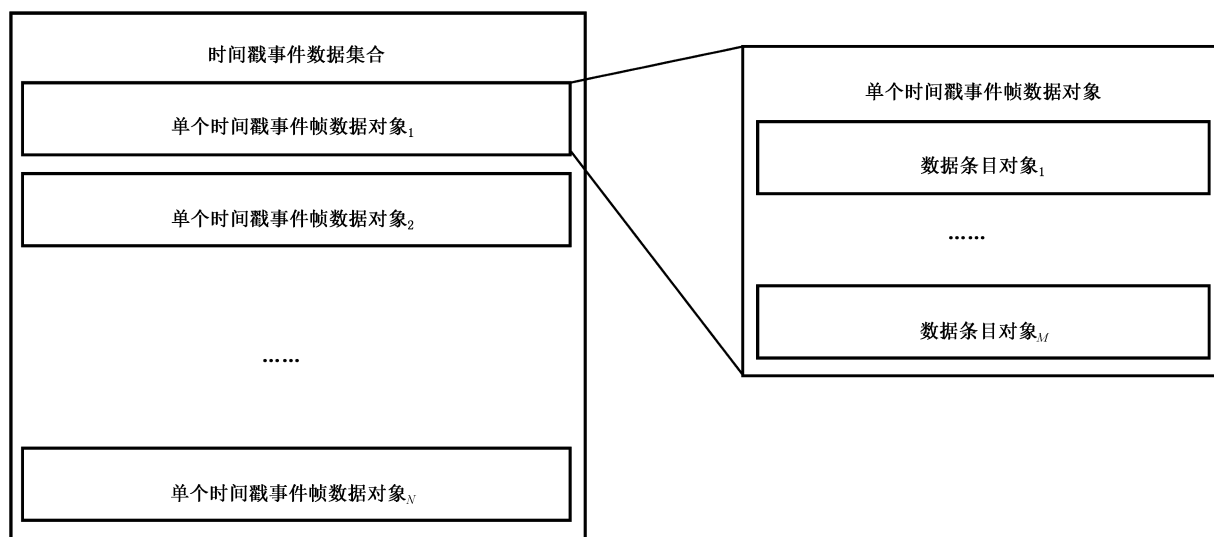 时间戳事件数据集合
单个时间戳事件帧数据对象1
单个时间戳事件帧数据对象2
……
单个时间戳事件帧数据对象N
单个时间戳事件帧数据对象
数据条目对象1
……
数据条目对象M